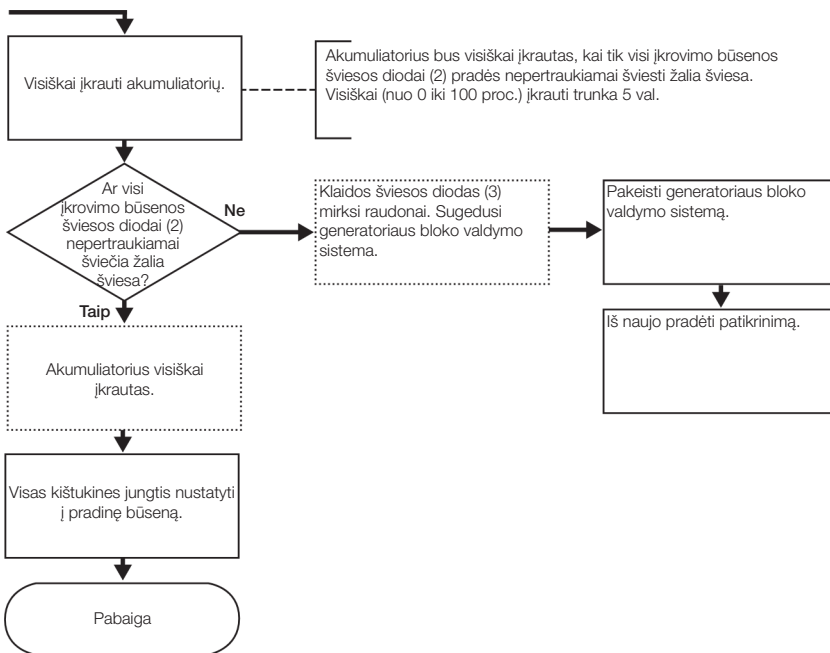 Visiškai įkrauti akumuliatorių.
Akumuliatorius bus visiškai įkrautas, kai tik visi įkrovimo būsenos
šviesos diodai (2) pradės nepertraukiamai šviesti žalia šviesa.
Visiškai (nuo 0 iki 100 proc.) įkrauti trunka 5 val.
Ar visi
įkrovimo būsenos
šviesos diodai (2)
nepertraukiamai
šviečia žalia
šviesa?
Ne
Klaidos šviesos diodas (3)
mirksi raudonai. Sugedusi
generatoriaus bloko valdymo
sistema.
Pakeisti generatoriaus bloko
valdymo sistemą.
Iš naujo pradėti patikrinimą.
Taip
Akumuliatorius visiškai
įkrautas.
Visas kištukines jungtis nustatyti
į pradinę būseną.
Pabaiga